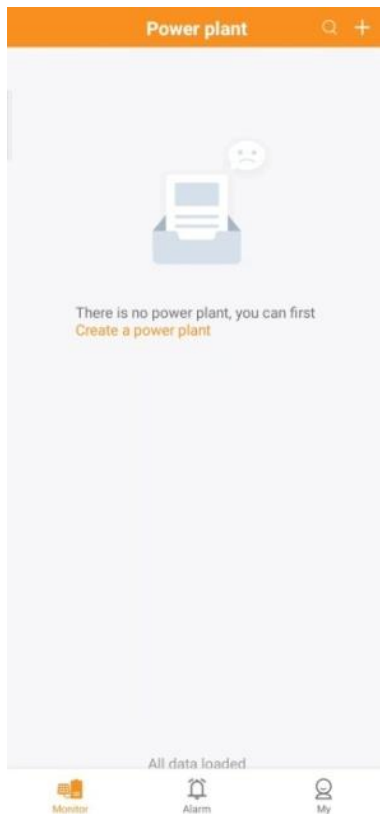 Power plant
There is no power plant, you can first
Create a power plant
All data loaded
Monitor
Alarm
My